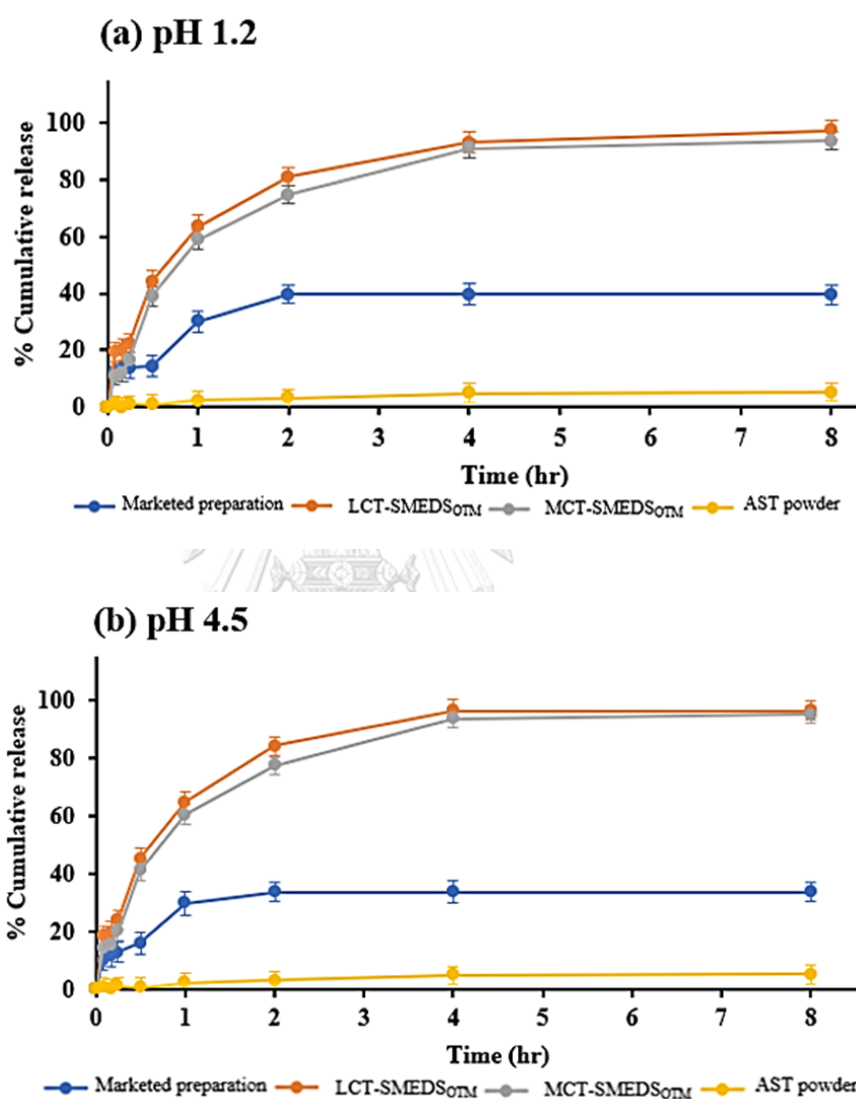 (a) pH 1.2
% Cumulative release
100
80
60
40
20
0
0 1 2 3 4 5 6 7 8
Time (hr)
Marketed preparation LCT-SMEDSOTM MCT-SMEDSOTM AST powder
(b) pH 4.5
% Cumulative release
100
80
60
40
20
0
0 1 2 3 4 5 6 7 8
Time (hr)
Marketed preparation LCT-SMEDSOTM MCT-SMEDSOTM AST powder